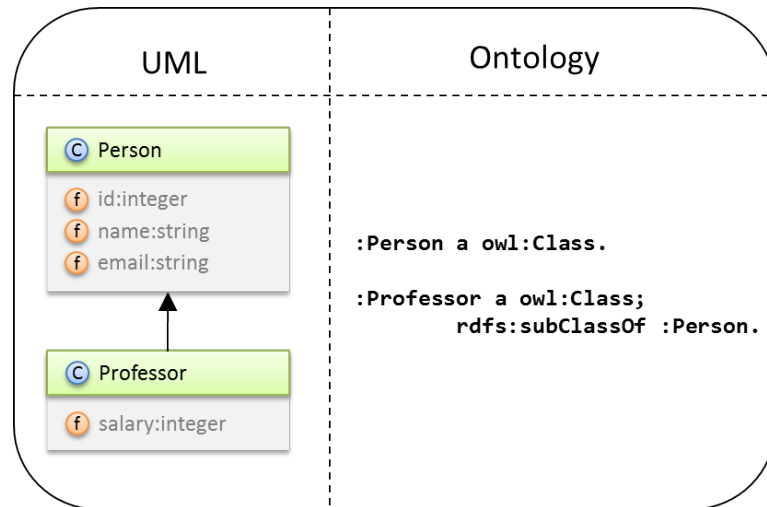 UML
Ontology
C Person
f id:integer
f name:string
f email:string
:Person a owl:Class.
:Professor a owl:Class;
rdfs:subClassOf :Person.
C Professor
f salary:integer